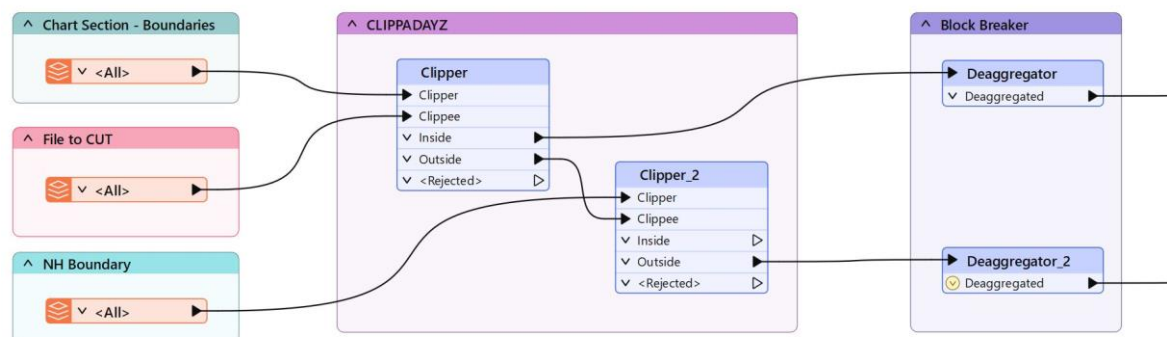 Chart Section - Boundaries
<All>
File to CUT
<All>
NH Boundary
<All>
CLIPPADAYZ
Clipper
Clipper
Clippee
Inside
Outside
<Rejected>
Clipper_2
Clipper
Clippee
Inside
Outside
<Rejected>
Block Breaker
Deaggregator
Deaggregated
Deaggregator_2
Deaggregated